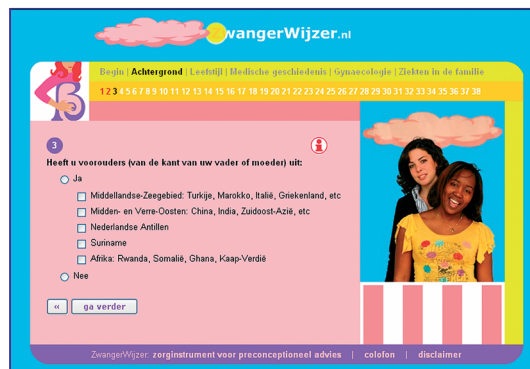 ZwangerWijzer.nl
Begin | Achtergrond | Leefstijl | Medische geschiedenis | Gynaecologie | Ziekten in de familie
1 2 3 4 5 6 7 8 9 10 11 12 13 14 15 16 17 18 19 20 21 22 23 24 25 26 27 28 29 30 31 32 33 34 35 36 37 38
3
i
Heeft u voorouders (van de kant van uw vader of moeder) uit:
Ja
Middellandse-Zeegebied: Turkije, Marokko, Italië, Griekenland, etc
Midden- en Verre-Oosten: China, India, Zuidoost-Azië, etc
Nederlandse Antillen
Suriname
Afrika: Rwanda, Somalië, Ghana, Kaap-Verdië
Nee
« ga verder
ZwangerWijzer: zorginstrument voor preconceptioneel advies | colofon | disclaimer